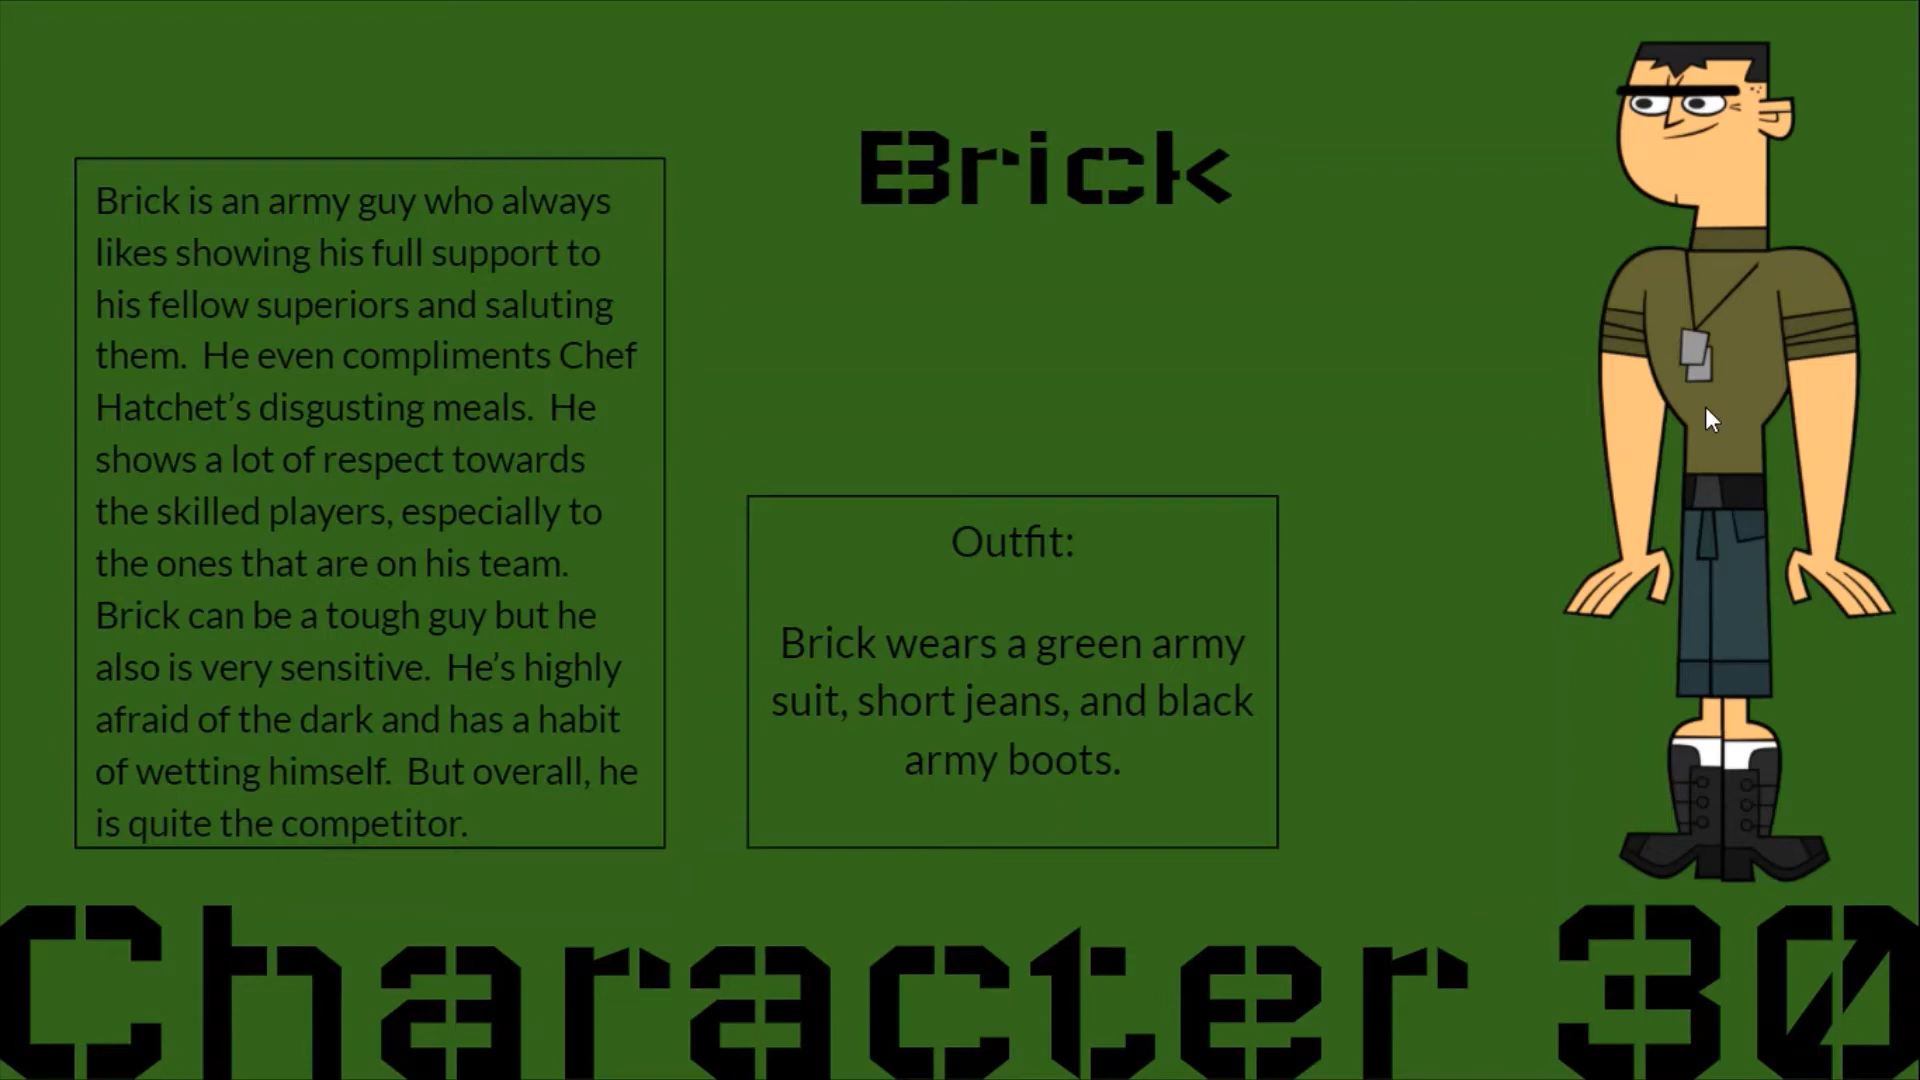 Brick
Brick is an army guy who always
likes showing his full support to
his fellow superiors and saluting
them.  He even compliments Chef
Hatchet’s disgusting meals.  He
shows a lot of respect towards
the skilled players, especially to
the ones that are on his team.
Brick can be a tough guy but he
also is very sensitive.  He’s highly
afraid of the dark and has a habit
of wetting himself.  But overall, he
is quite the competitor.
Outfit:
Brick wears a green army
suit, short jeans, and black
army boots.
Character 30